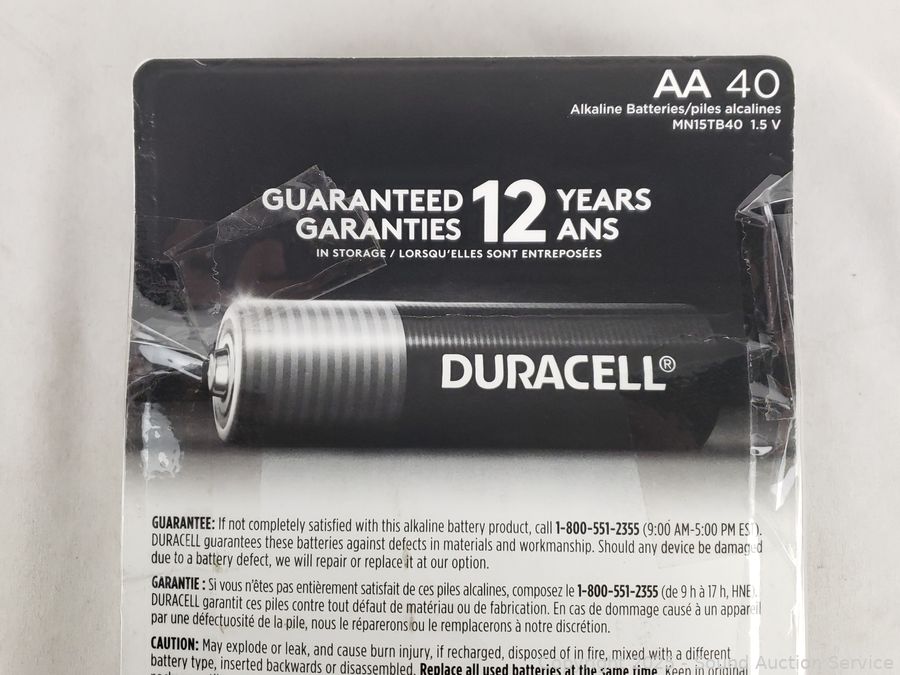 AA 40
Alkaline Batteries/piles alcalines
MN15TB40 1.5 V
GUARANTEED 12 YEARS
GARANTIES ANS
IN STORAGE / LORSQU'ELLES SONT ENTREPOSÉES
DURACELL®
GUARANTEE: If not completely satisfied with this alkaline battery product, call 1-800-551-2355 (9:00 AM-5:00 PM EST).
DURACELL guarantees these batteries against defects in materials and workmanship. Should any device be damaged
due to a battery defect, we will repair or replace it at our option.
GARANTIE : Si vous n'êtes pas entièrement satisfait de ces piles alcalines, composez le 1-800-551-2355 (de 9 h à 17 h, HNE).
DURACELL garantit ces piles contre tout défaut de matériau ou de fabrication. En cas de dommage causé à un appareil
par une défectuosité de la pile, nous le réparerons ou le remplacerons à notre discrétion.
CAUTION: May explode or leak, and cause burn injury, if recharged, disposed of in fire, mixed with a different
battery type, inserted backwards or disassembled. Replace all used batteries at the same time. Keep in original
Sound Auction Service